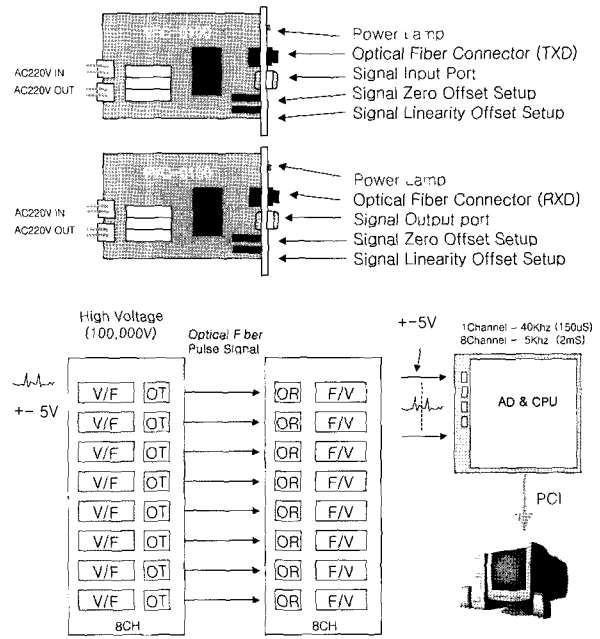 Power Lamp
Optical Fiber Connector (TXD)
AC220V IN
Signal Input Port
AC220V OUT
Signal Zero Offset Setup
Signal Linearity Offset Setup
Power Lamp
Optical Fiber Connector (RXD)
AC220V IN
Signal Output port
AC220V OUT
Signal Zero Offset Setup
Signal Linearity Offset Setup
High Voltage
(100,000V)
Optical Fiber
Pulse Signal
+-5V
1Channel - 40Khz (150uS)
8Channel - 5Khz (2mS)
+- 5V
V/F OT OR F/V
V/F OT OR F/V
V/F OT OR F/V
V/F OT OR F/V
V/F OT OR F/V
V/F OT OR F/V
V/F OT OR F/V
V/F OT OR F/V
AD & CPU
PCI
8CH
8CH